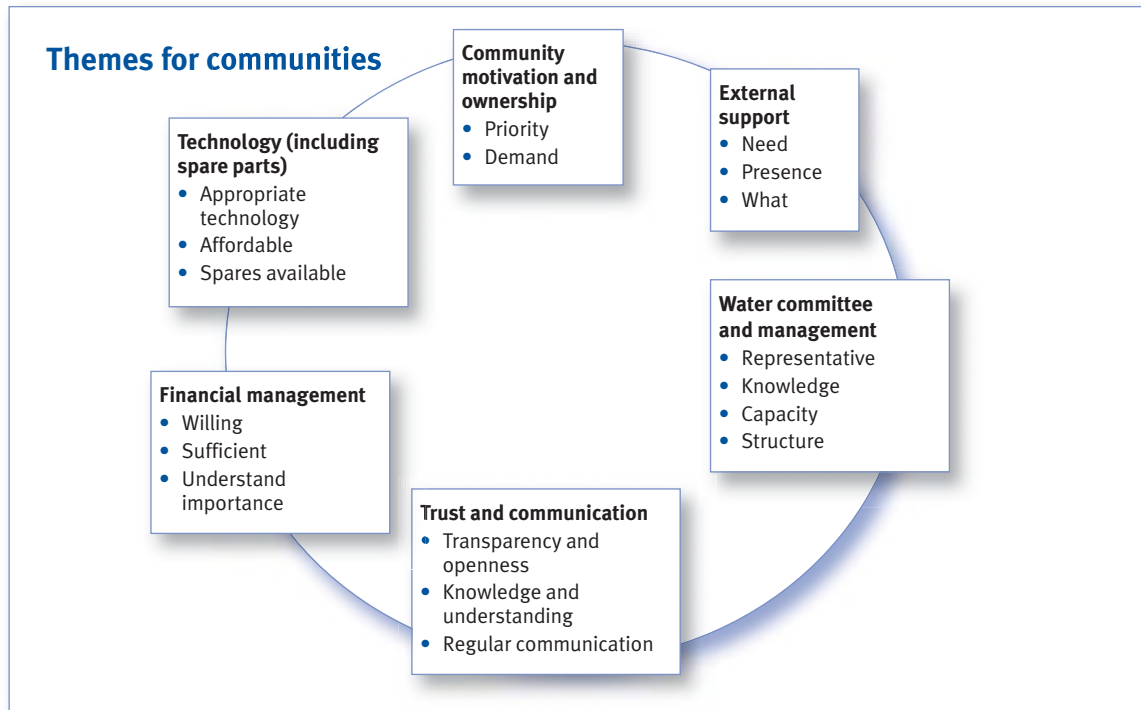 Themes for communities
Community
motivation and
ownership
• Priority
• Demand
External
support
• Need
• Presence
• What
Water committee
and management
• Representative
• Knowledge
• Capacity
• Structure
Trust and communication
• Transparency and
openness
• Knowledge and
understanding
• Regular communication
Financial management
• Willing
• Sufficient
• Understand
importance
Technology (including
spare parts)
• Appropriate
technology
• Affordable
• Spares available